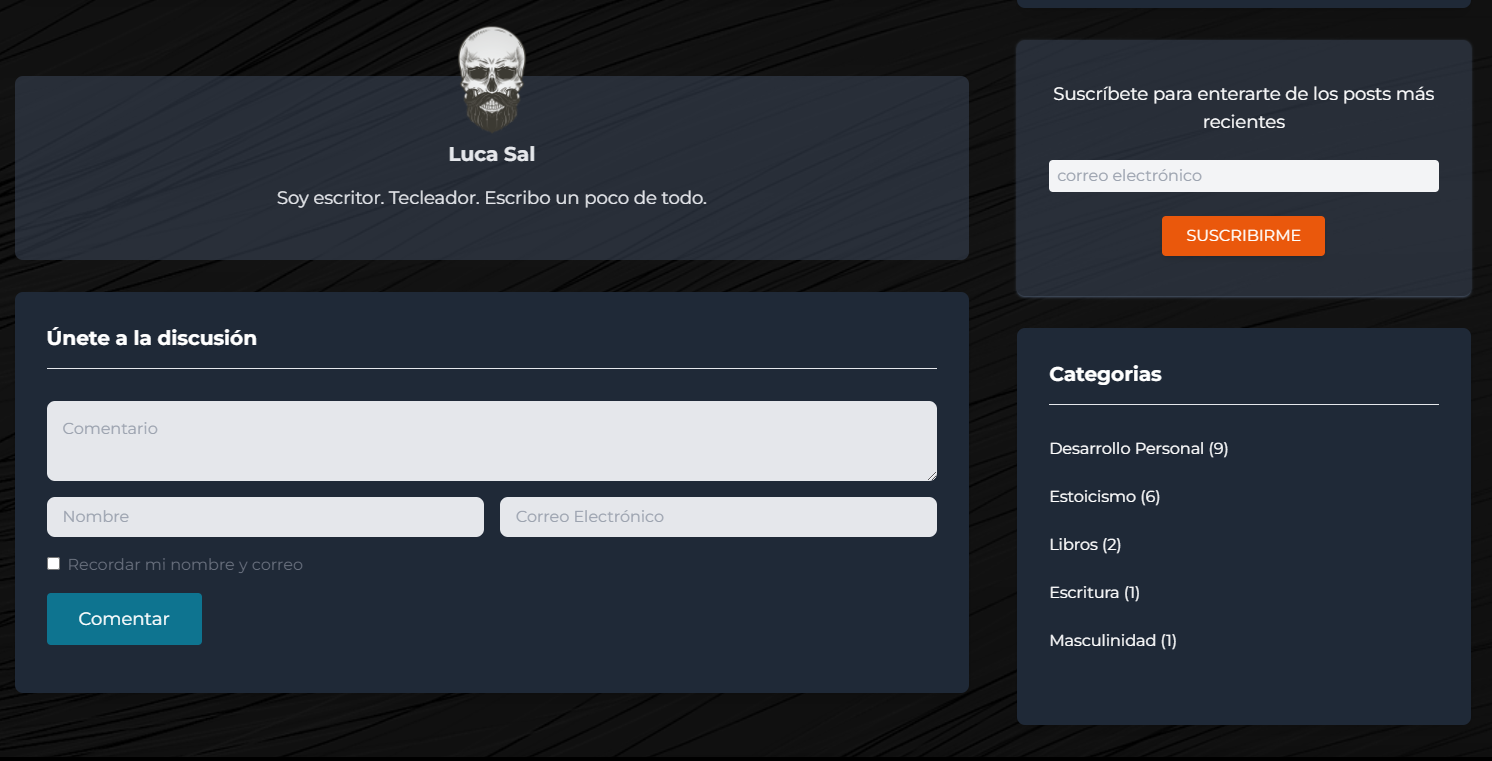 Luca Sal
Soy escritor. Tecleador. Escribo un poco de todo.
Únete a la discusión
Comentario
Nombre
Correo Electrónico
Recordar mi nombre y correo
Comentar
Suscríbete para enterarte de los posts más
recientes
correo electrónico
SUSCRIBIRME
Categorias
Desarrollo Personal (9)
Estoicismo (6)
Libros (2)
Escritura (1)
Masculinidad (1)